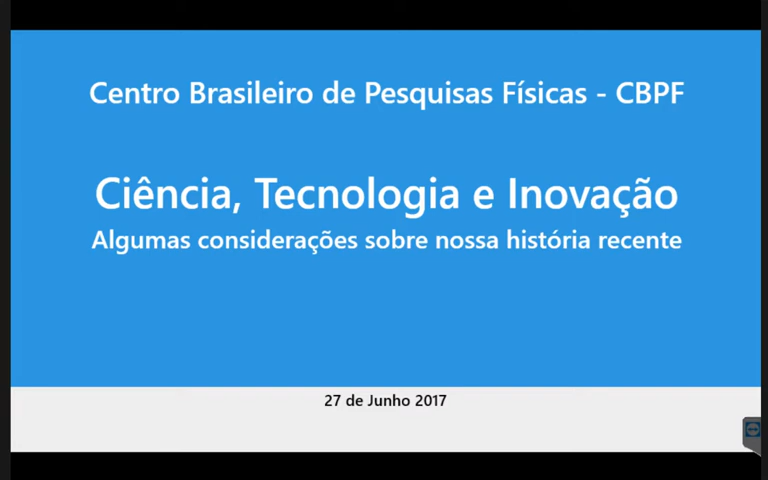 Centro Brasileiro de Pesquisas Físicas - CBPF
Ciência, Tecnologia e Inovação
Algumas considerações sobre nossa história recente
27 de Junho 2017